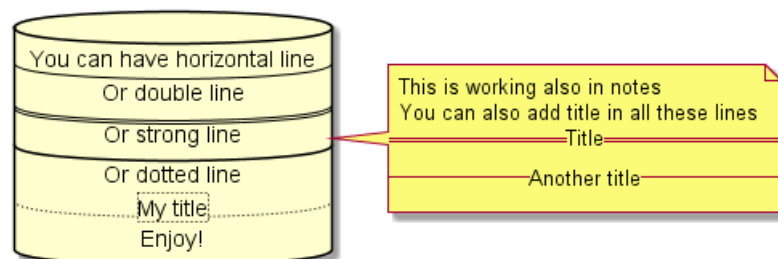 You can have horizontal line
Or double line
Or strong line
Or dotted line
My title
Enjoy!
This is working also in notes
You can also add title in all these lines
Title
Another title